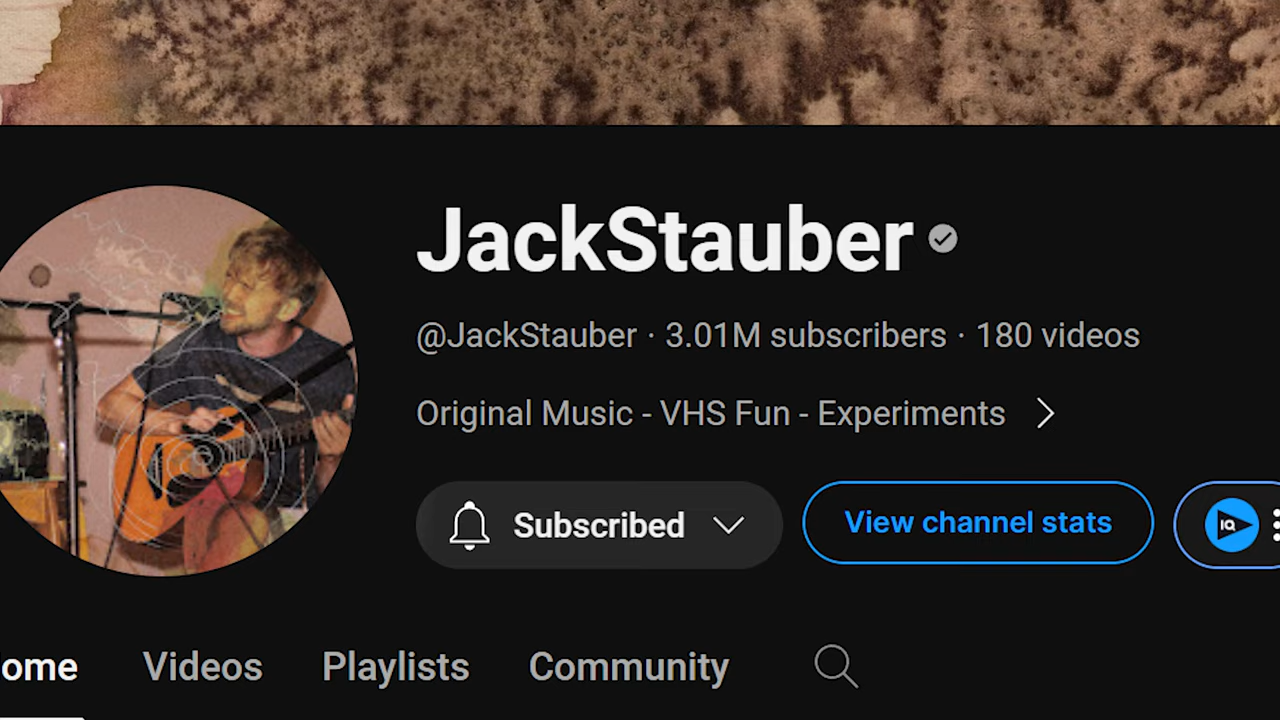 JackStauber
@JackStauber · 3.01M subscribers · 180 videos
Original Music - VHS Fun - Experiments
Subscribed
View channel stats
IQ
ome Videos Playlists Community